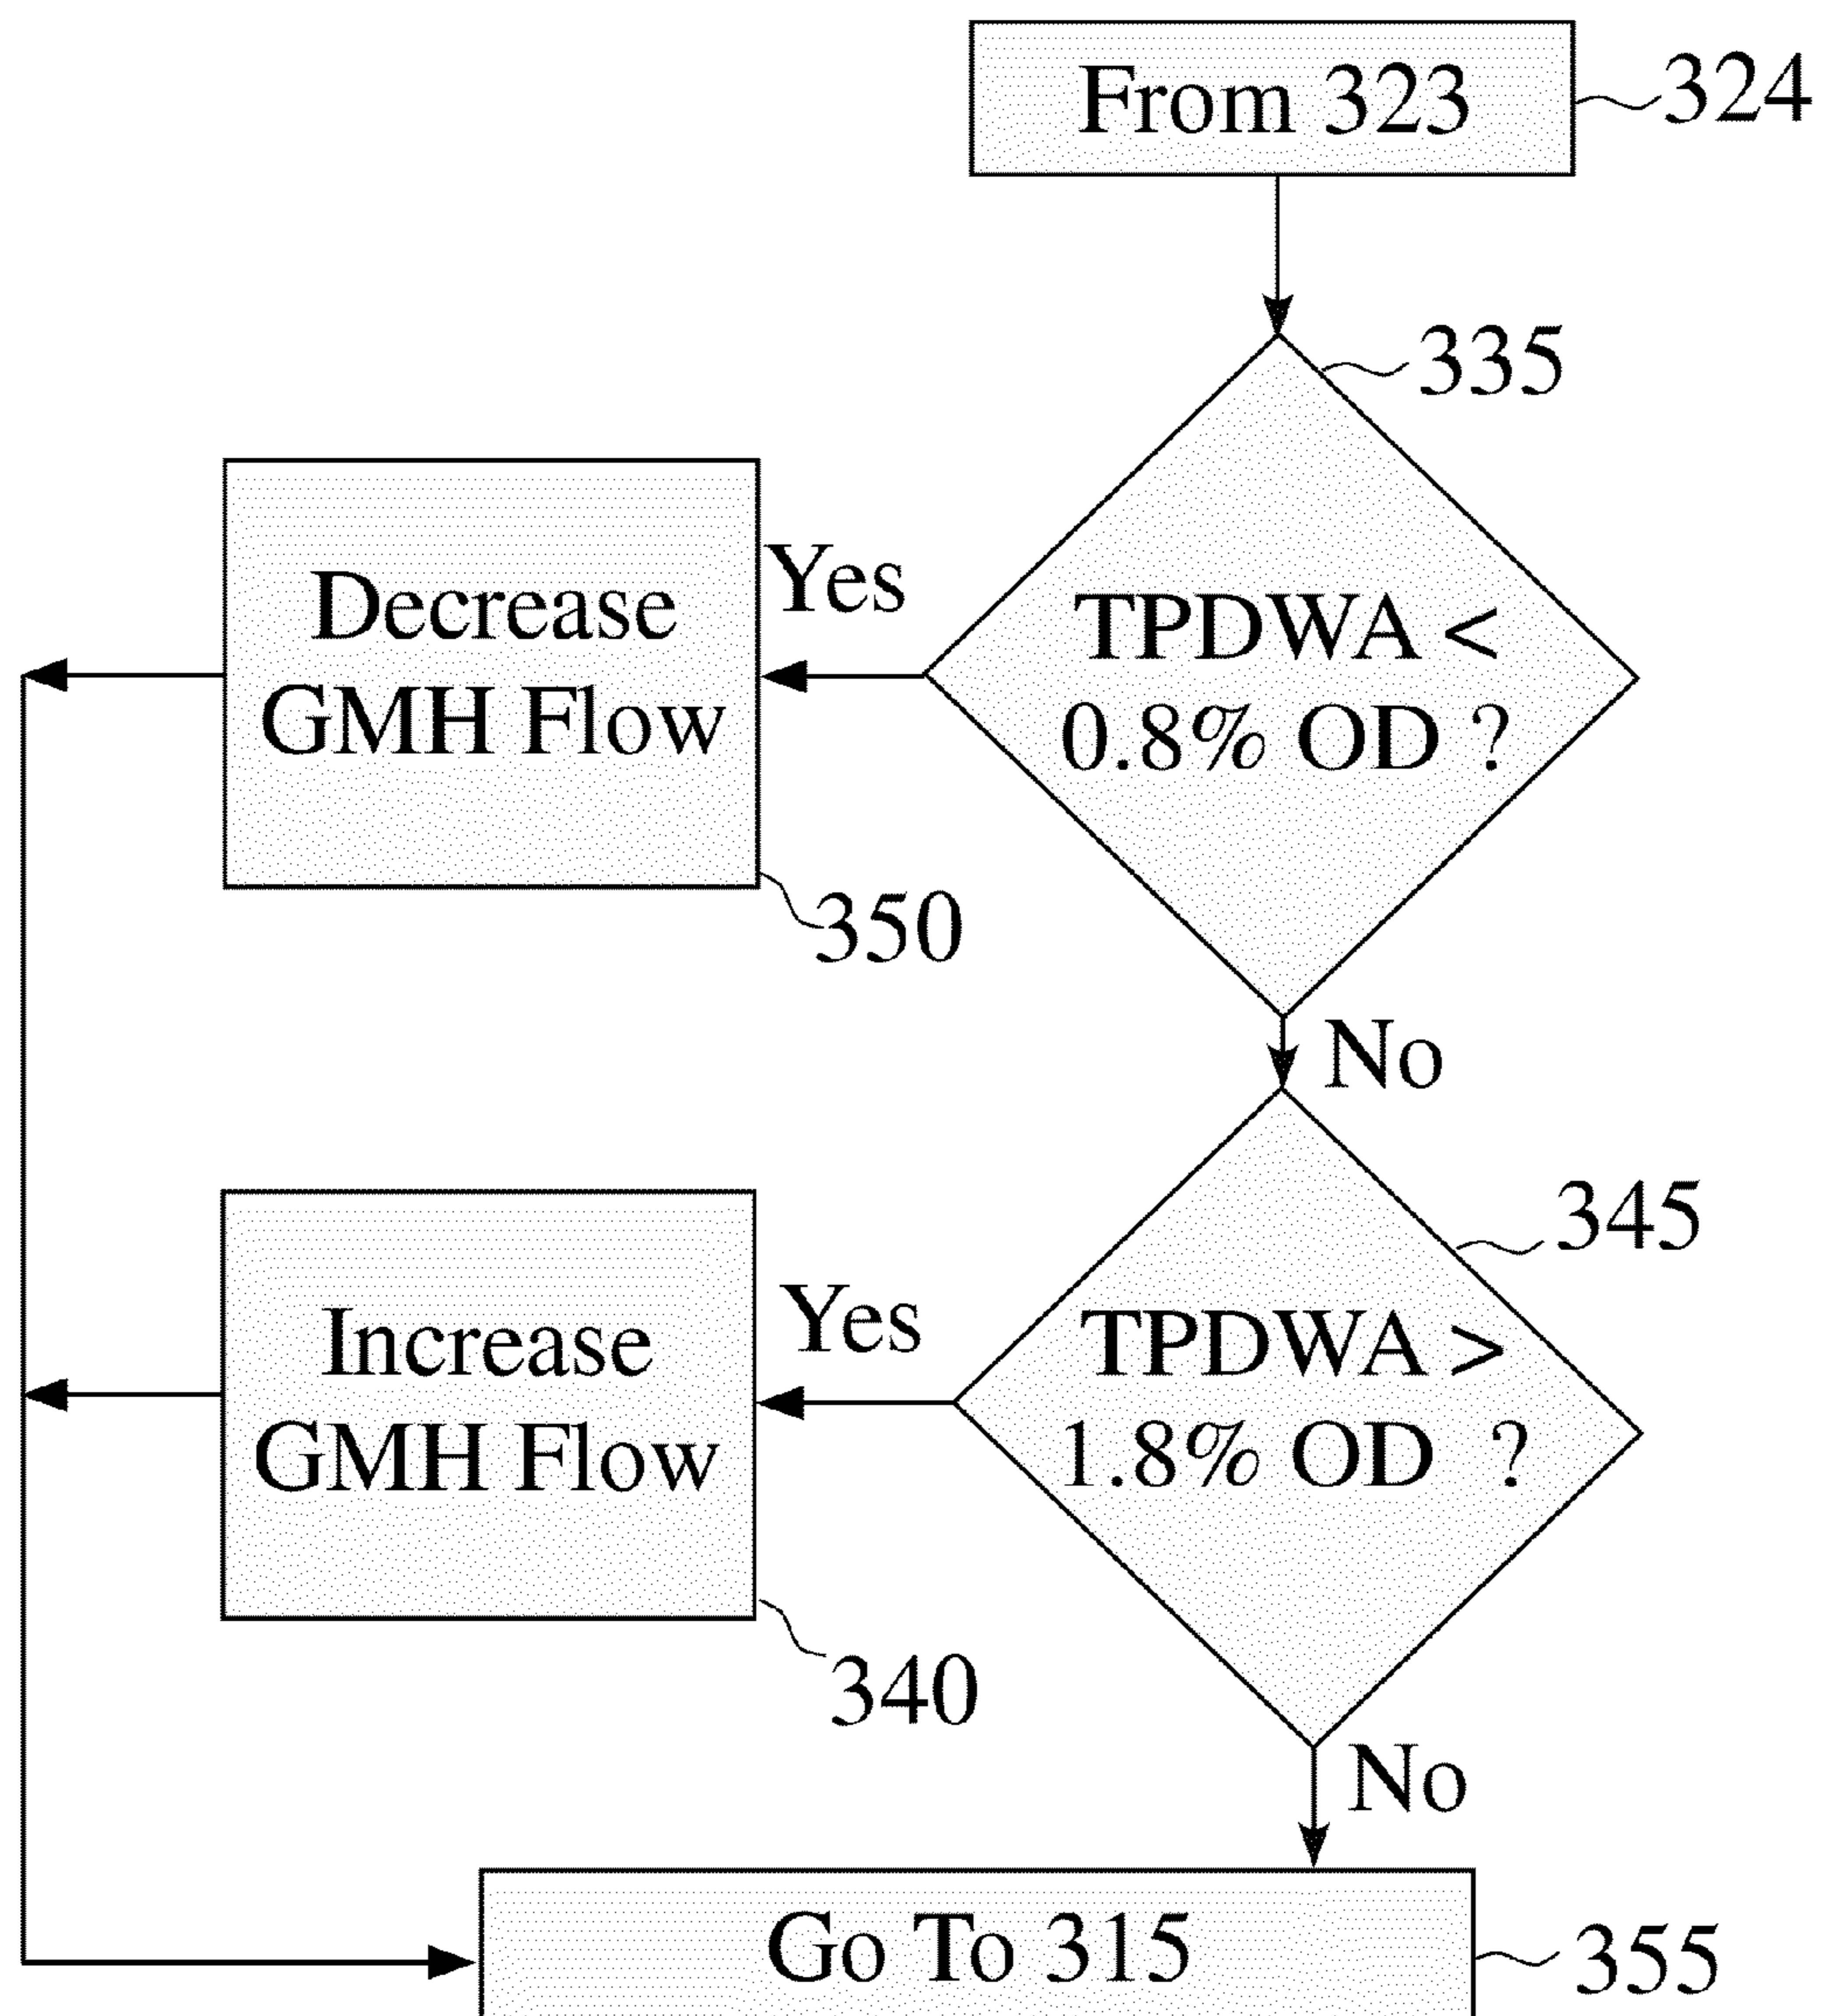 From 323
324
335
Yes
Decrease
GMH Flow
TPDWA <
0.8% OD ?
350
No
345
Yes
Increase
GMH Flow
TPDWA >
1.8% OD ?
340
No
Go To 315
355